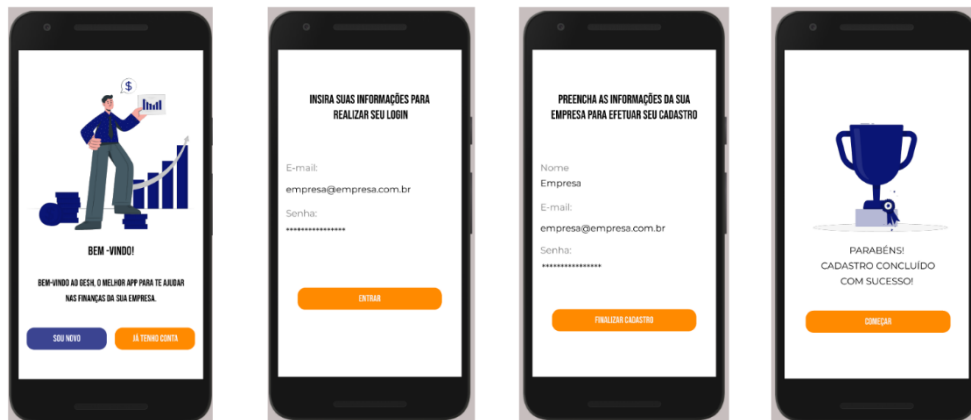 $
BEM -VINDO!
BEM-VINDO AO GESH, O MELHOR APP PARA TE AJUDAR
NAS FINANÇAS DA SUA EMPRESA.
SOU NOVO
JÁ TENHO CONTA
INSIRA SUAS INFORMAÇÕES PARA
REALIZAR SEU LOGIN
E-mail:
empresa@empresa.com.br
Senha:
****************
ENTRAR
PREENCHA AS INFORMAÇÕES DA SUA
EMPRESA PARA EFETUAR SEU CADASTRO
Nome
Empresa
E-mail:
empresa@empresa.com.br
Senha:
****************
FINALIZAR CADASTRO
PARABÉNS!
CADASTRO CONCLUÍDO
COM SUCESSO!
COMEÇAR